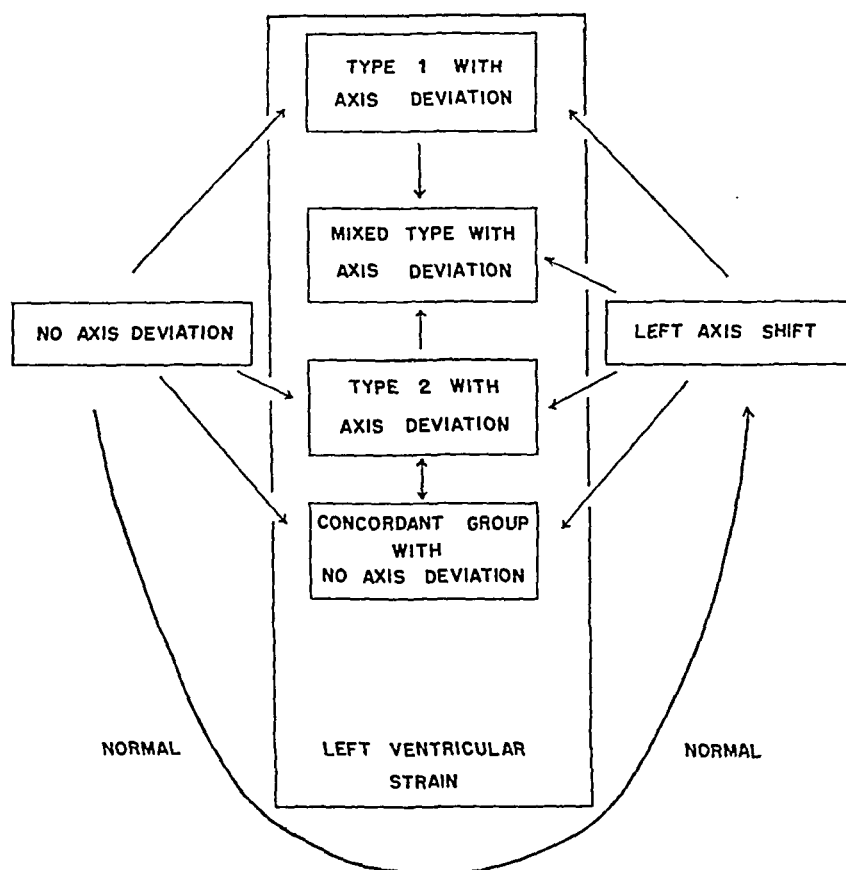 TYPE 1 WITH
AXIS DEVIATION
MIXED TYPE WITH
AXIS DEVIATION
NO AXIS DEVIATION
LEFT AXIS SHIFT
TYPE 2 WITH
AXIS DEVIATION
CONCORDANT GROUP
WITH
NO AXIS DEVIATION
NORMAL
LEFT VENTRICULAR
STRAIN
NORMAL